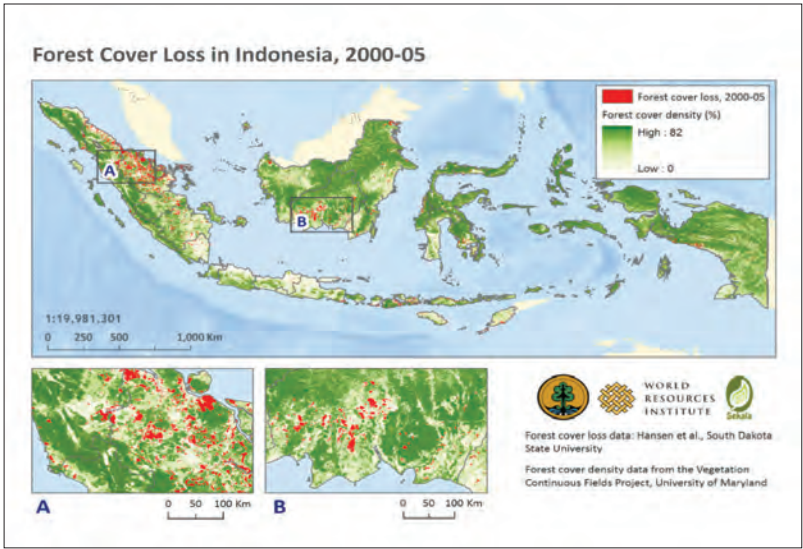 Forest Cover Loss in Indonesia, 2000-05
Forest cover loss, 2000-05
Forest cover density (%)
High : 82
Low : 0
A
B
1:19,981,301
0 250 500 1,000 Km
WORLD
RESOURCES
INSTITUTE
Sekala
Forest cover loss data: Hansen et al., South Dakota
State University
Forest cover density data from the Vegetation
Continuous Fields Project, University of Maryland
A
0 50 100 Km
B
0 50 100 Km